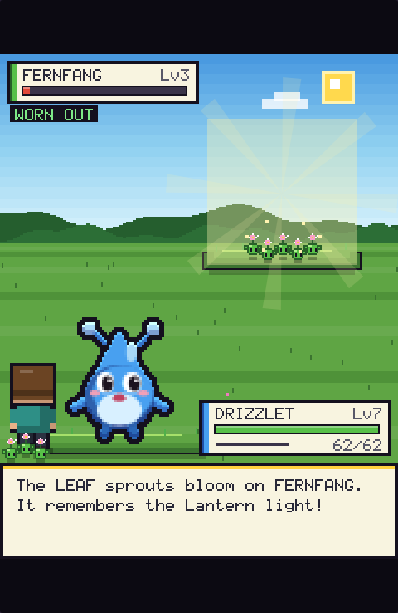 FERNFANG Lv3
WORN OUT
DRIZZLET Lv7
62/62
The LEAF sprouts bloom on FERNFANG.
It remembers the Lantern light!